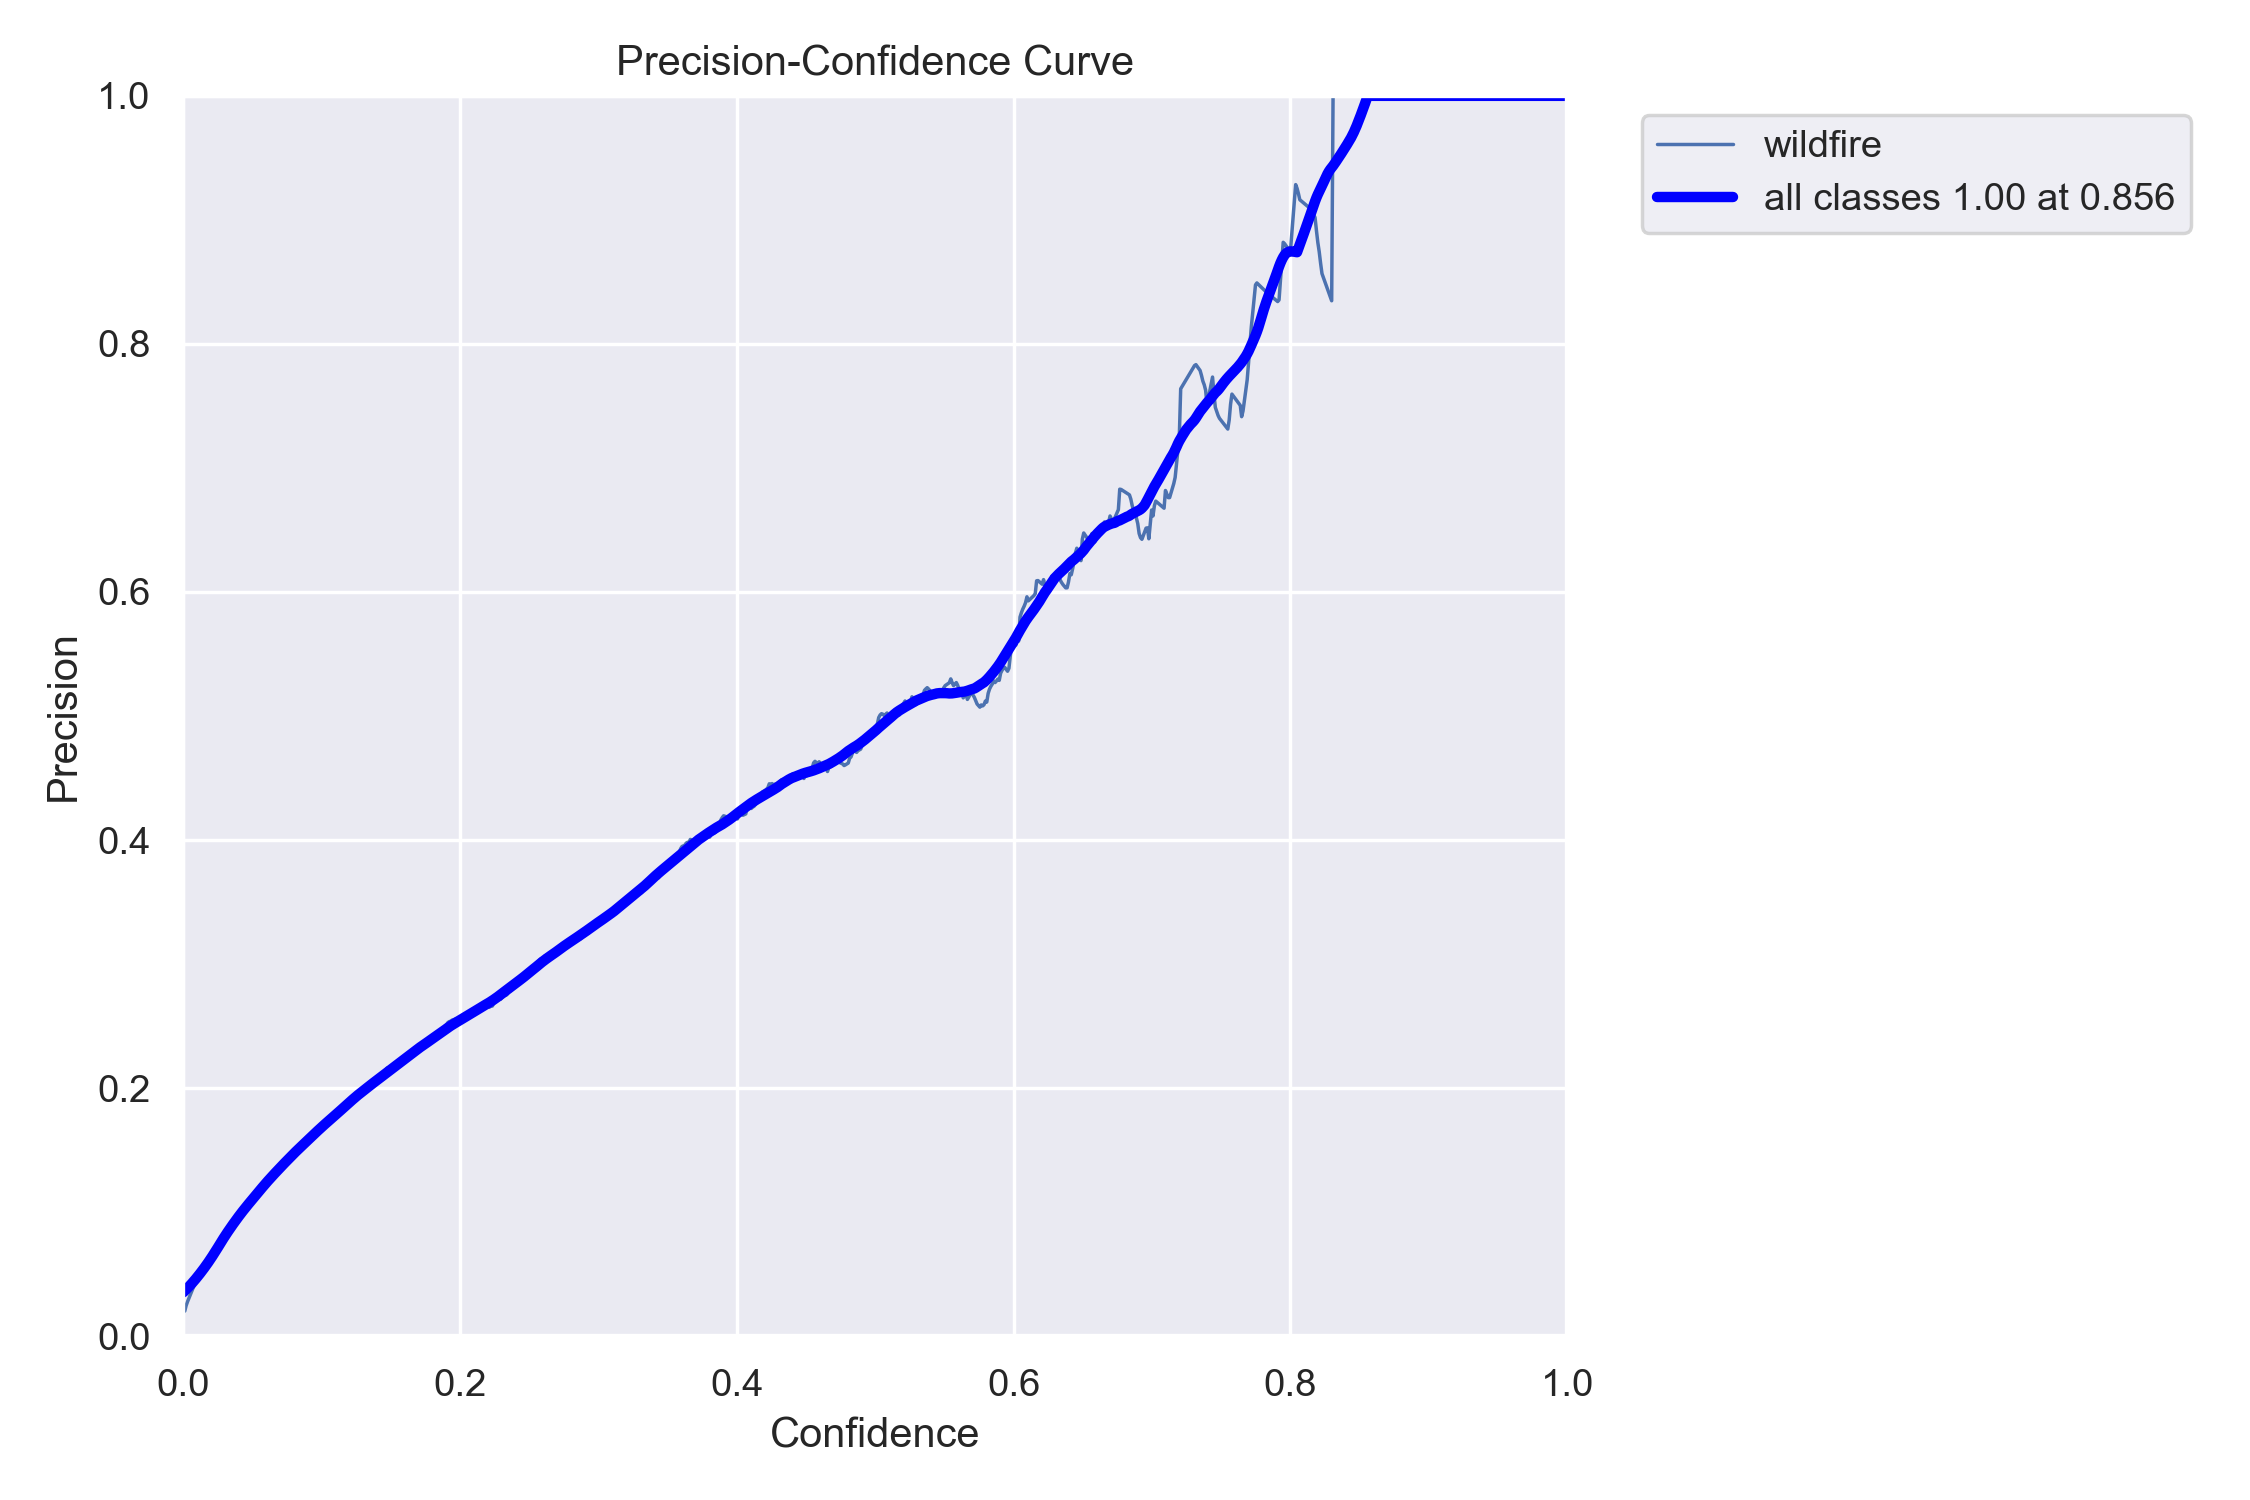 Precision-Confidence Curve
1.0
0.8
0.6
0.4
0.2
0.0
Precision
0.0 0.2 0.4 0.6 0.8 1.0
Confidence
wildfire
all classes 1.00 at 0.856